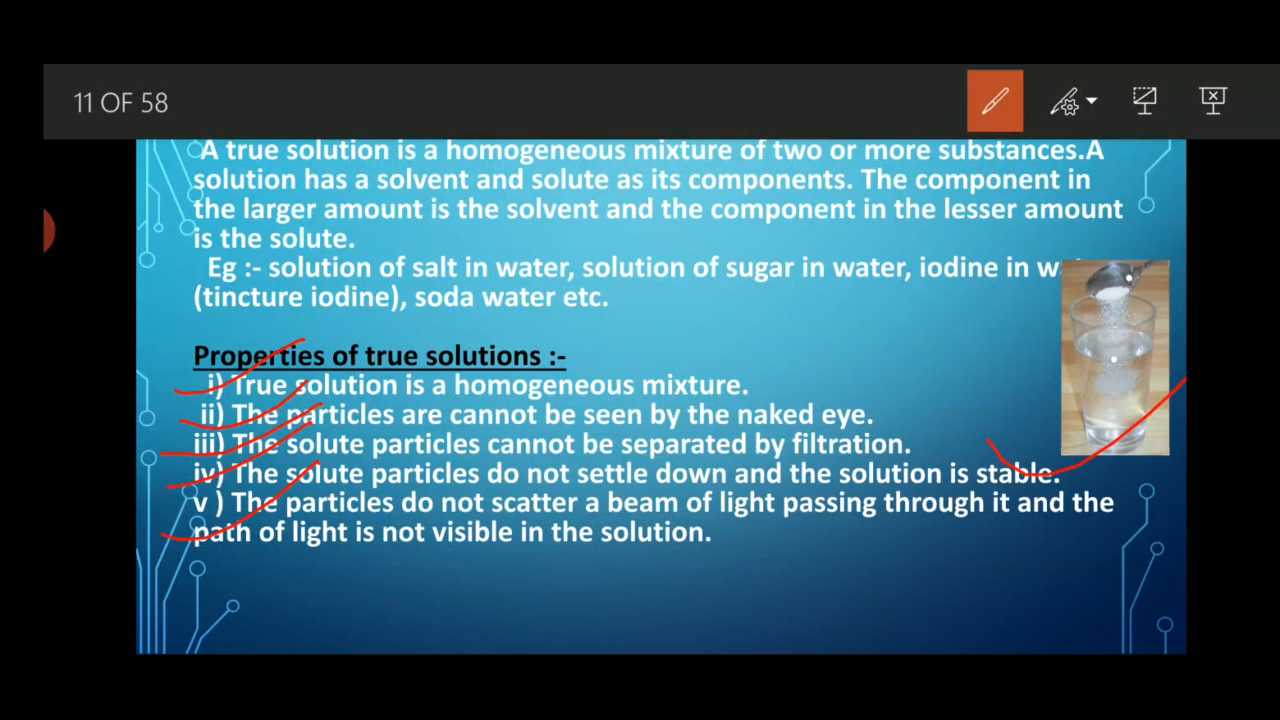 11 OF 58
A true solution is a homogeneous mixture of two or more substances.A
solution has a solvent and solute as its components. The component in
the larger amount is the solvent and the component in the lesser amount
is the solute.
Eg :- solution of salt in water, solution of sugar in water, iodine in
(tincture iodine), soda water etc.
Properties of true solutions :-
i) True solution is a homogeneous mixture.
ii) The particles are cannot be seen by the naked eye.
iii) The solute particles cannot be separated by filtration.
iv) The solute particles do not settle down and the solution is stable.
v ) The particles do not scatter a beam of light passing through it and the
path of light is not visible in the solution.